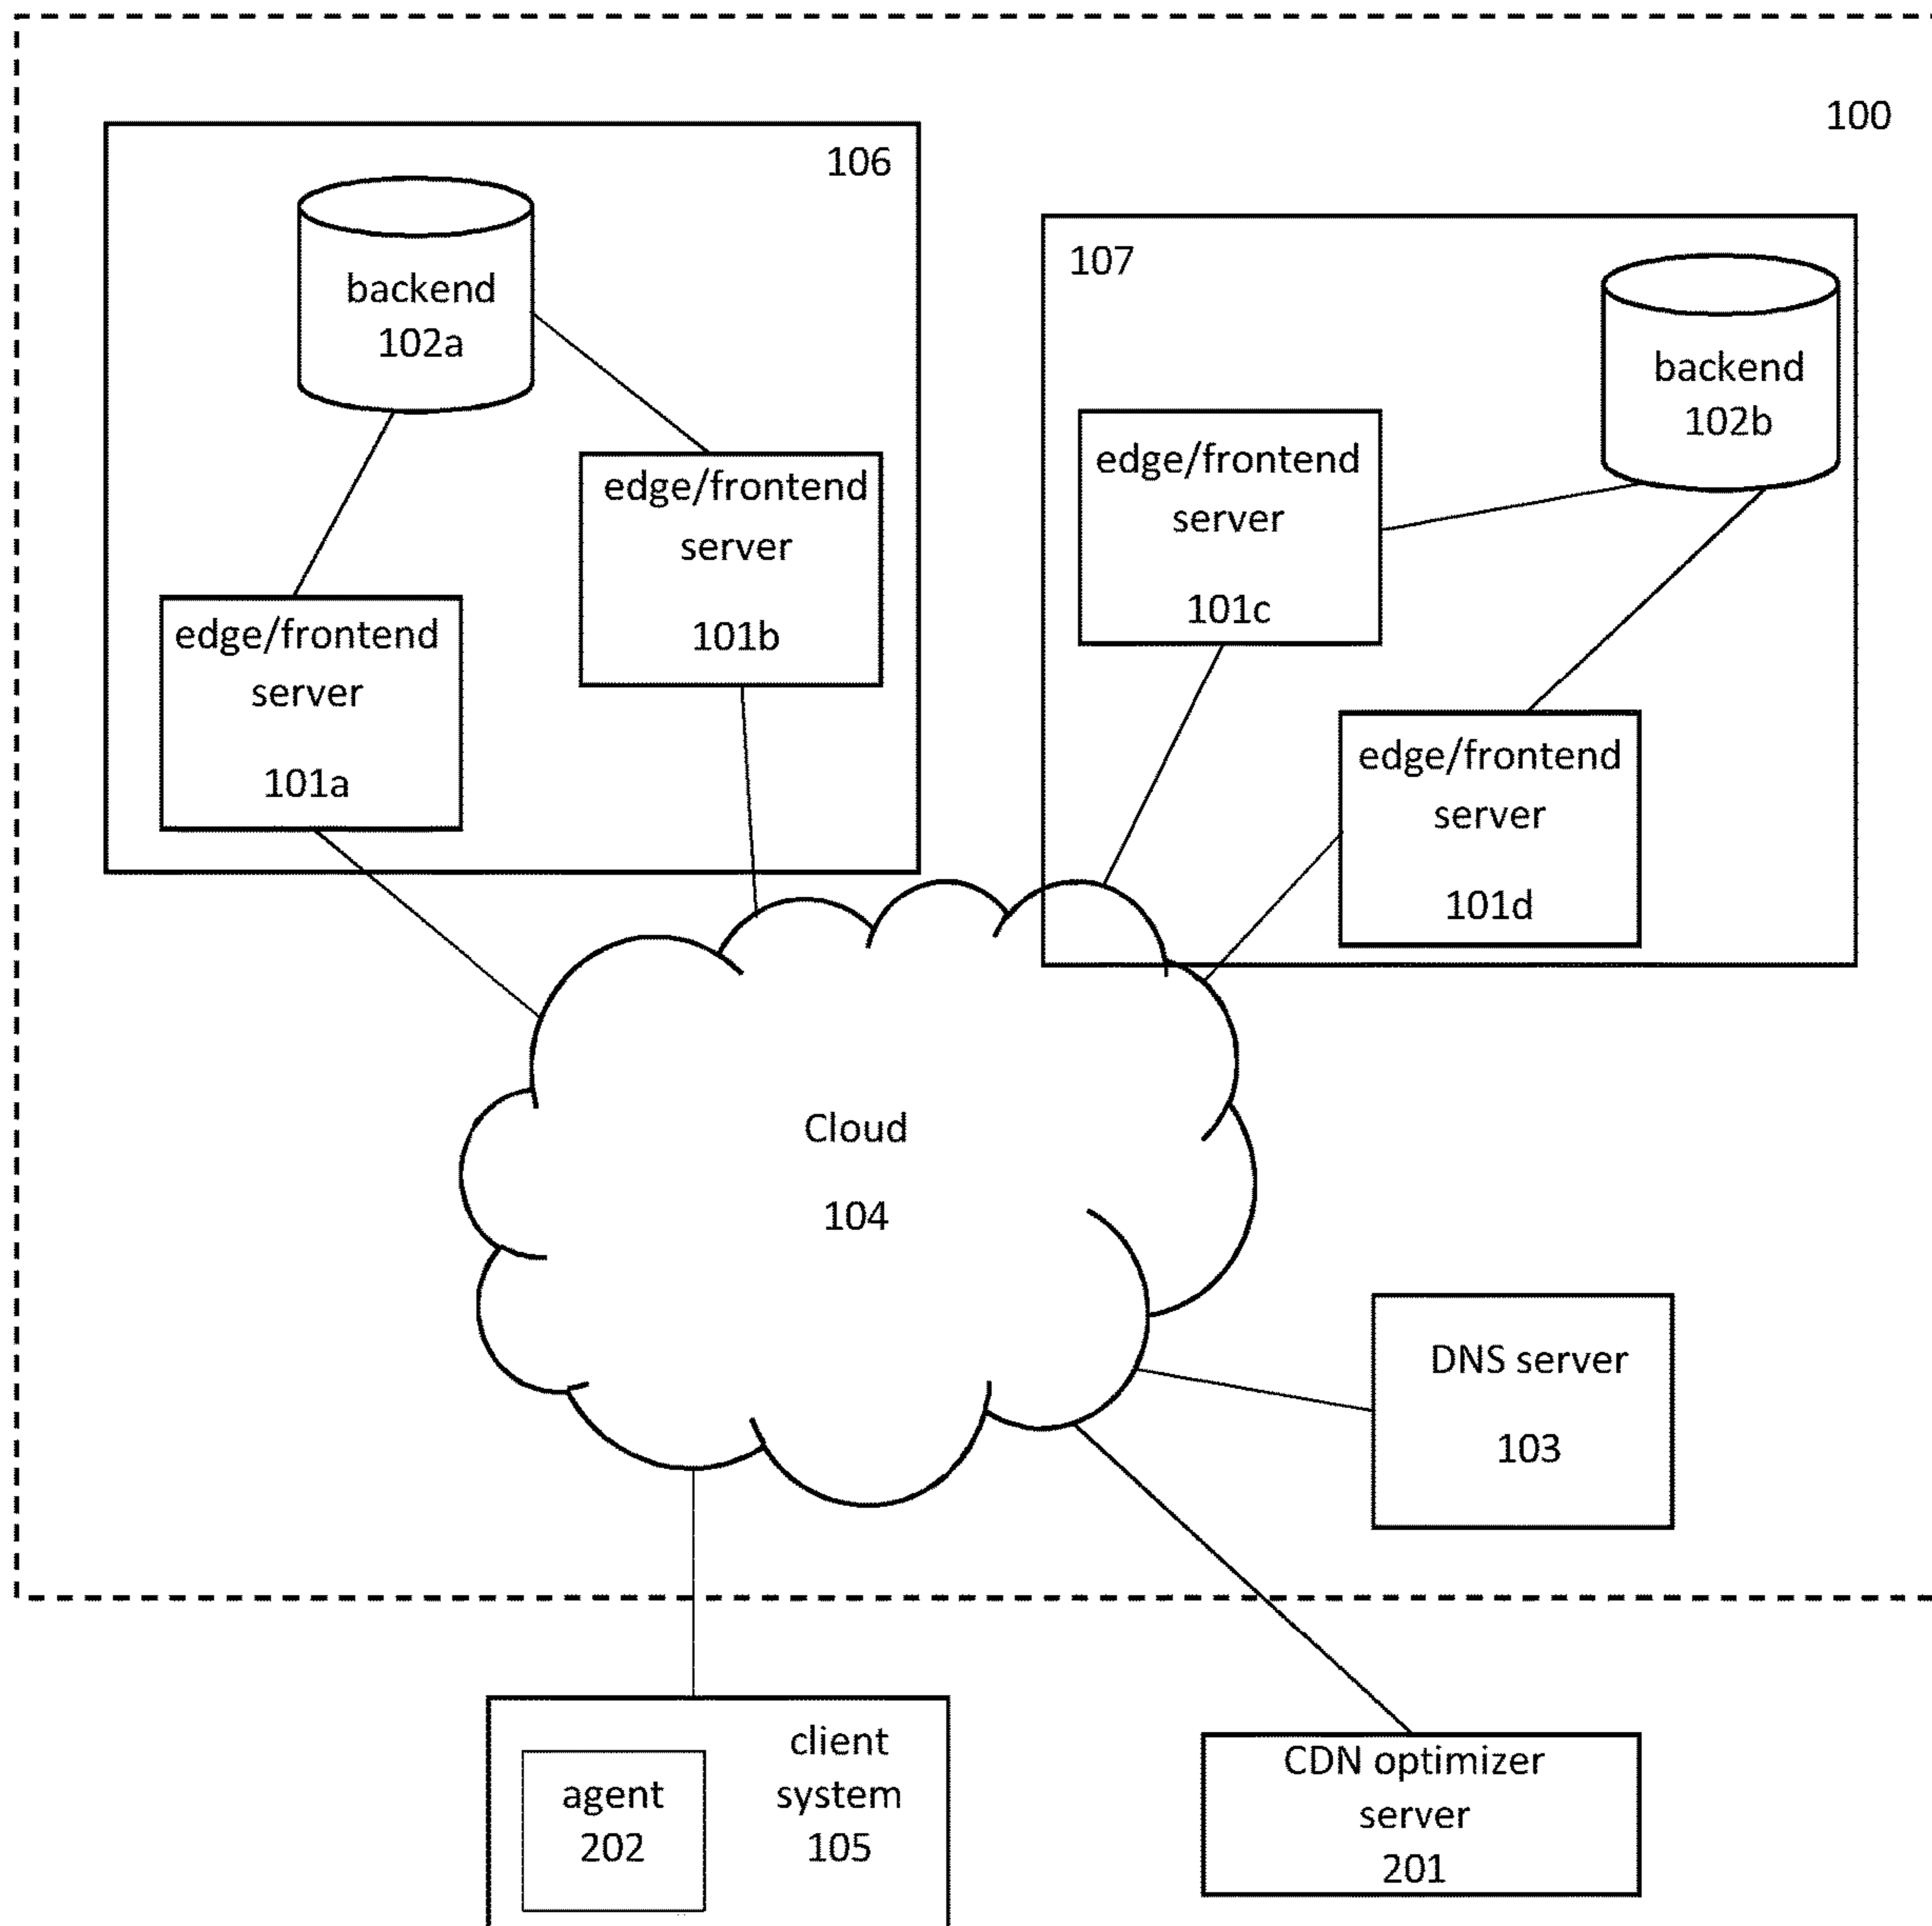 100
106
backend
102a
edge/frontend
server
101b
edge/frontend
server
101a
107
backend
102b
edge/frontend
server
101c
edge/frontend
server
101d
Cloud
104
DNS server
103
agent
202
client
system
105
CDN optimizer
server
201